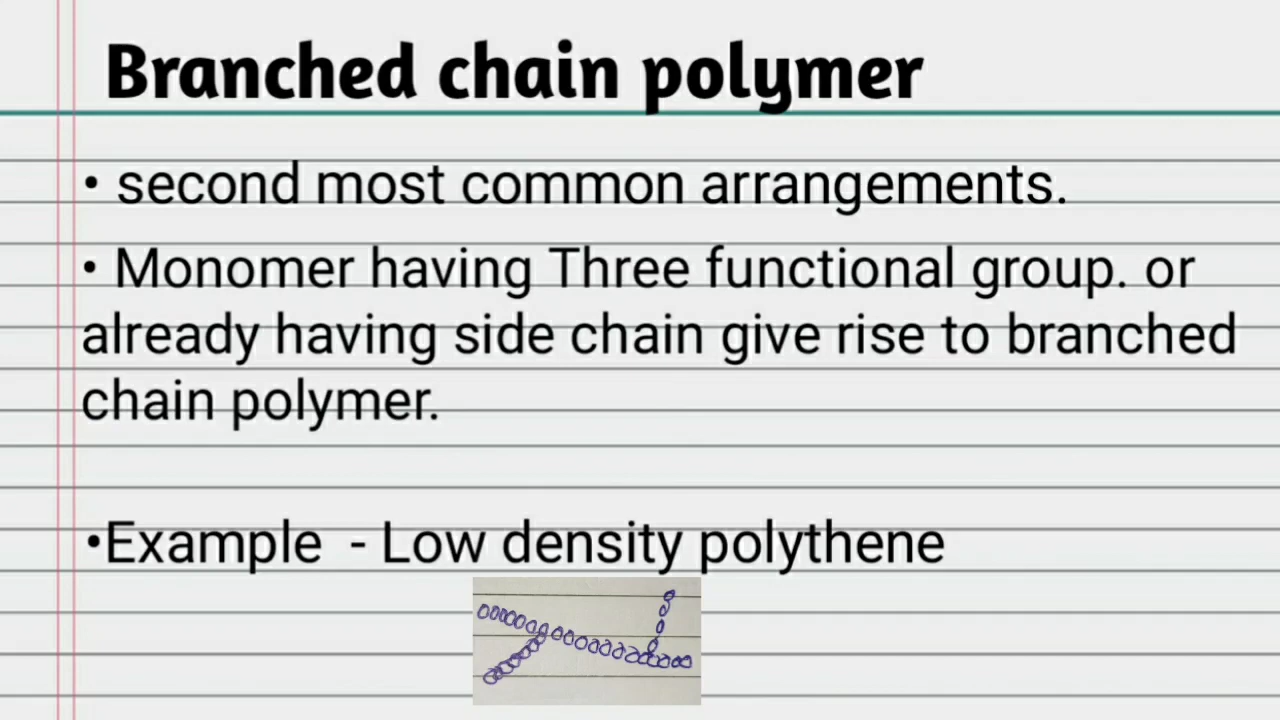 Branched chain polymer
• second most common arrangements.
• Monomer having Three functional group. or
already having side chain give rise to branched
chain polymer.
•Example - Low density polythene